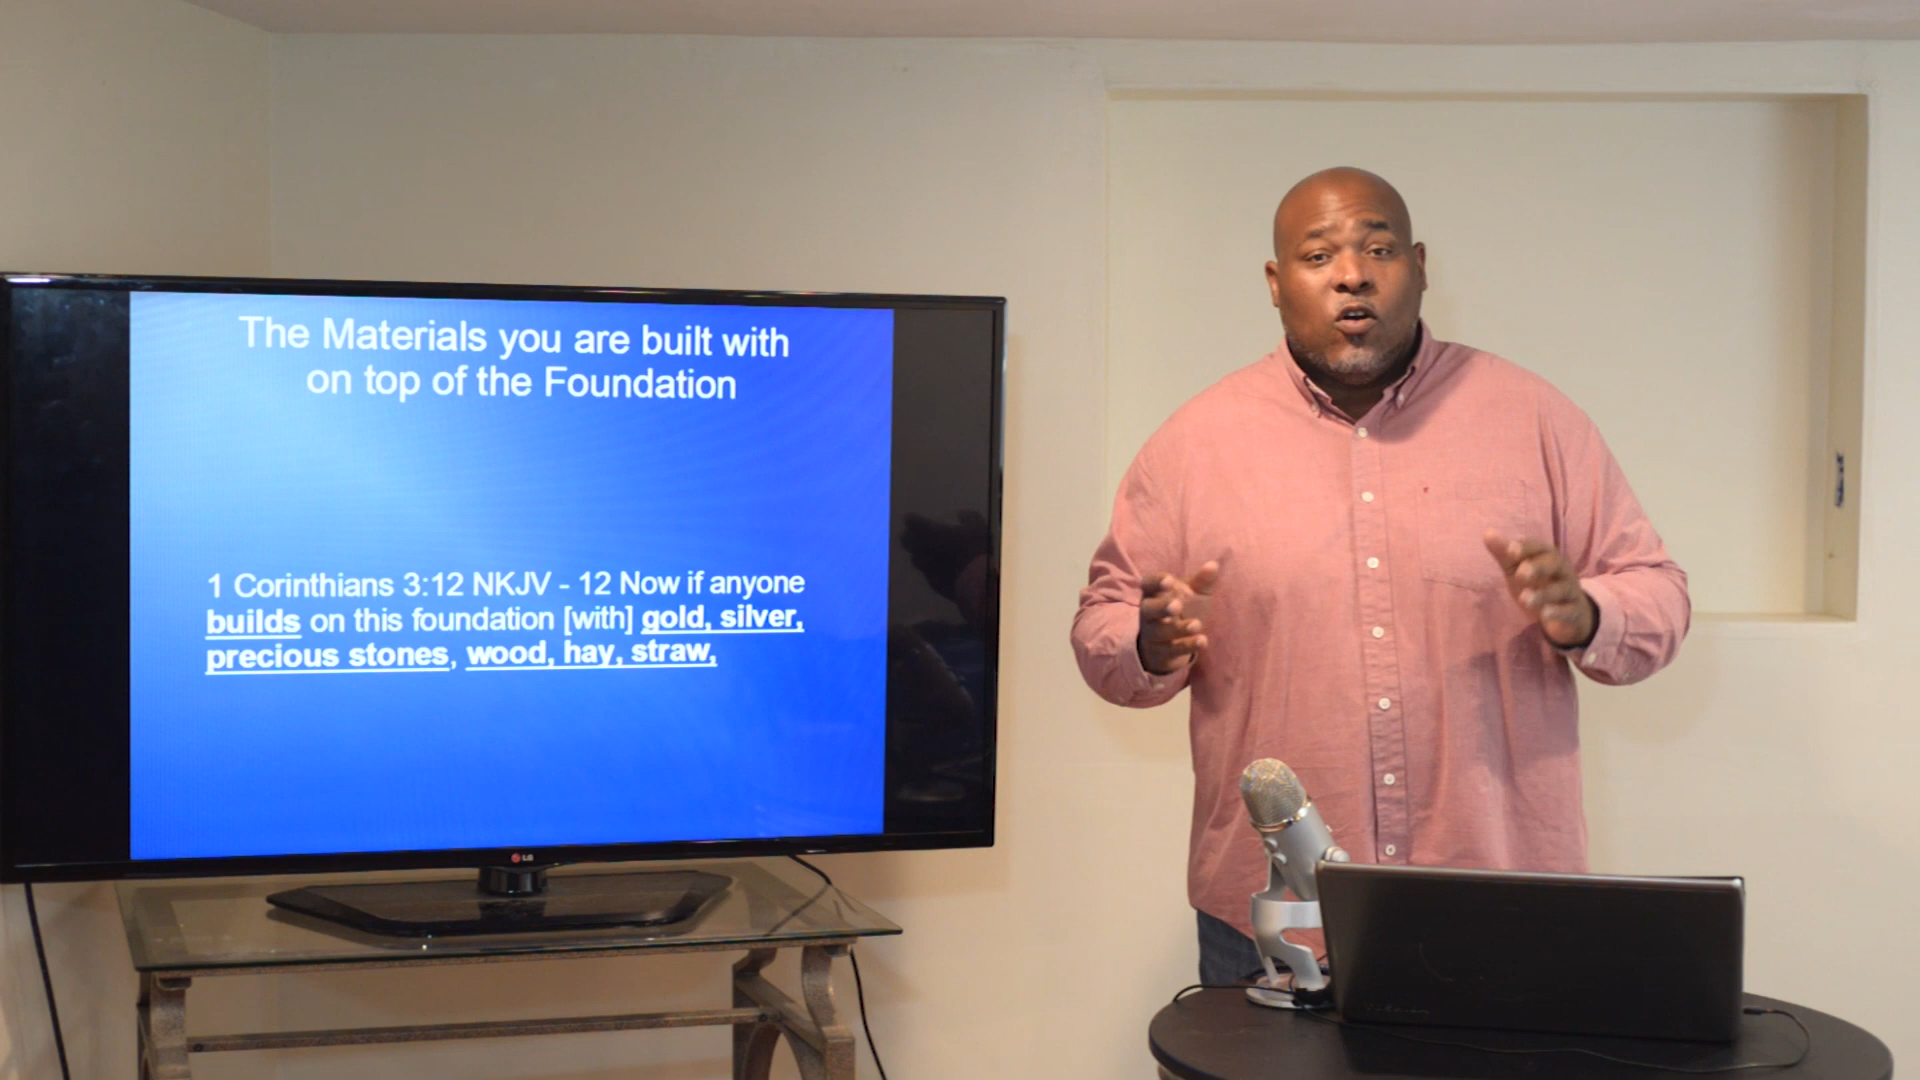 The Materials you are built with
on top of the Foundation
1 Corinthians 3:12 NKJV - 12 Now if anyone
builds on this foundation [with] gold, silver,
precious stones, wood, hay, straw,
LG